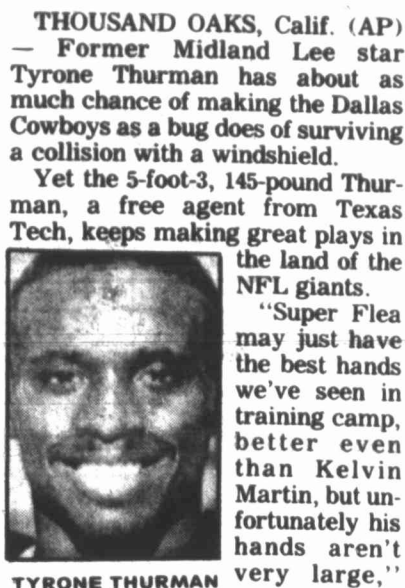 THOUSAND OAKS, Calif. (AP)
— Former Midland Lee star
Tyrone Thurman has about as
much chance of making the Dallas
Cowboys as a bug does of surviving
a collision with a windshield.
Yet the 5-foot-3, 145-pound Thur-
man, a free agent from Texas
Tech, keeps making great plays in
the land of the
NFL giants.
"Super Flea
may just have
the best hands
we've seen in
training camp,
better even
than Kelvin
Martin, but un-
fortunately his
hands aren't
very large,"
TYRONE THURMAN